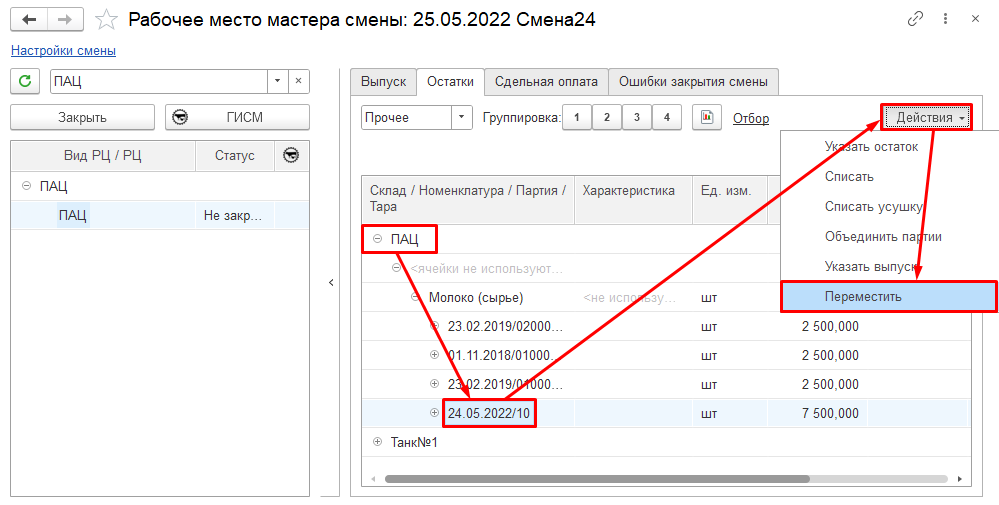 Рабочее место мастера смены: 25.05.2022 Смена24
Настройки смены
ПАЦ
Закрыть
ГИСМ
Вид РЦ / РЦ
Статус
ПАЦ
ПАЦ
Не закр...
Выпуск
Остатки
Сдельная оплата
Ошибки закрытия смены
Прочее
Группировка:
1
2
3
4
Отбор
Действия
Указать остаток
Списать
Списать усушку
Объединить партии
Указать выпуск
Переместить
Склад / Номенклатура / Партия /
Тара
Характеристика
Ед. изм.
ПАЦ
<ячейки не используют...
Молоко (сырье)
<не использу...
шт
23.02.2019/02000...
шт
2 500,000
01.11.2018/01000...
шт
2 500,000
23.02.2019/01000...
шт
2 500,000
24.05.2022/10
шт
7 500,000
Танк№1